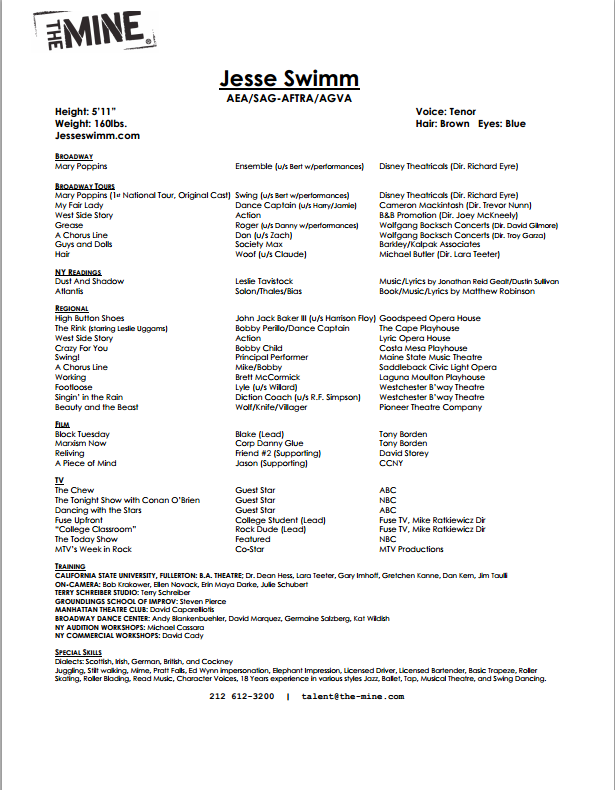 THE MINE.
Jesse Swimm
AEA/SAG-AFTRA/AGVA
Height: 5'11" Voice: Tenor
Weight: 160lbs. Hair: Brown Eyes: Blue
Jesseswimm.com
BROADWAY
Mary Poppins Ensemble (u/s Bert w/performances) Disney Theatricals (Dir. Richard Eyre)
BROADWAY TOURS
Mary Poppins (1st National Tour, Original Cast) Swing (u/s Bert w/performances) Disney Theatricals (Dir. Richard Eyre)
My Fair Lady Dance Captain (u/s Harry/Jamie) Cameron Mackintosh (Dir. Trevor Nunn)
West Side Story Action B&B Promotion (Dir. Joey McKneely)
Grease Roger (u/s Danny w/performances) Wolfgang Bocksch Concerts (Dir. David Gilmore)
A Chorus Line Don (u/s Zach) Wolfgang Bocksch Concerts (Dir. Troy Garza)
Guys and Dolls Society Max Barkley/Kalpak Associates
Hair Woof (u/s Claude) Michael Butler (Dir. Lara Teeter)
NY READINGS
Dust And Shadow Leslie Tavistock Music/Lyrics by Jonathan Reid Gealt/Dustin Sullivan
Atlantis Solon/Thales/Bias Book/Music/Lyrics by Matthew Robinson
REGIONAL
High Button Shoes John Jack Baker III (u/s Harrison Floy) Goodspeed Opera House
The Rink (starring Leslie Uggams) Bobby Perillo/Dance Captain The Cape Playhouse
West Side Story Action Lyric Opera House
Crazy For You Bobby Child Costa Mesa Playhouse
Swing! Principal Performer Maine State Music Theatre
A Chorus Line Mike/Bobby Saddleback Civic Light Opera
Working Brett McCormick Laguna Moulton Playhouse
Footloose Lyle (u/s Willard) Westchester B'way Theatre
Singin' in the Rain Diction Coach (u/s R.F. Simpson) Westchester B'way Theatre
Beauty and the Beast Wolf/Knife/Villager Pioneer Theatre Company
FILM
Block Tuesday Blake (Lead) Tony Borden
Marxism Now Corp Danny Glue Tony Borden
Reliving Friend #2 (Supporting) David Storey
A Piece of Mind Jason (Supporting) CCNY
TV
The Chew Guest Star ABC
The Tonight Show with Conan O'Brien Guest Star NBC
Dancing with the Stars Guest Star ABC
Fuse Upfront College Student (Lead) Fuse TV, Mike Ratkiewicz Dir
"College Classroom" Rock Dude (Lead) Fuse TV, Mike Ratkiewicz Dir
The Today Show Featured NBC
MTV's Week in Rock Co-Star MTV Productions
TRAINING
CALIFORNIA STATE UNIVERSITY, FULLERTON: B.A. THEATRE; Dr. Dean Hess, Lara Teeter, Gary Imhoff, Gretchen Kanne, Dan Kern, Jim Taulli
ON-CAMERA: Bob Krakower, Ellen Novack, Erin Maya Darke, Julie Schubert
TERRY SCHREIBER STUDIO: Terry Schreiber
GROUNDLINGS SCHOOL OF IMPROV: Steven Pierce
MANHATTAN THEATRE CLUB: David Caparelliotis
BROADWAY DANCE CENTER: Andy Blankenbuehler, David Marquez, Germaine Salzberg, Kat Wildish
NY AUDITION WORKSHOPS: Michael Cassara
NY COMMERCIAL WORKSHOPS: David Cady
SPECIAL SKILLS
Dialects: Scottish, Irish, German, British, and Cockney
Juggling, Stilt walking, Mime, Pratt Falls, Ed Wynn impersonation, Elephant Impression, Licensed Driver, Licensed Bartender, Basic Trapeze, Roller
Skating, Roller Blading, Read Music, Character Voices, 18 Years experience in various styles Jazz, Ballet, Tap, Musical Theatre, and Swing Dancing.
212 612-3200 | talent@the-mine.com